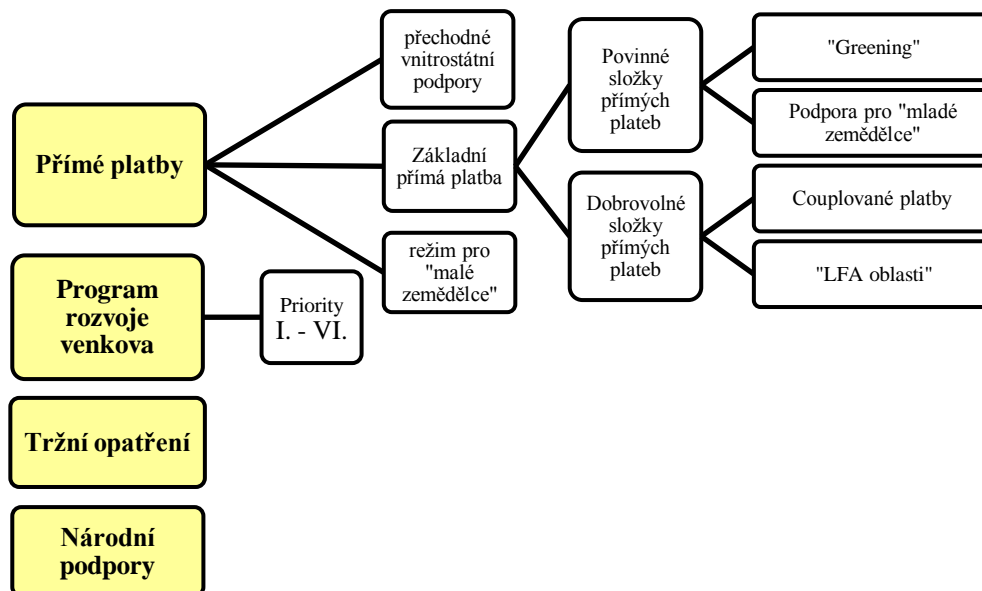 Přímé platby
přechodné
vnitrostátní
podpory
Základní
přímá platba
režim pro
"malé
zemědělce"
Povinné
složky
přímých
plateb
Dobrovolné
složky
přímých
plateb
"Greening"
Podpora pro "mladé
zemědělce"
Couplované platby
"LFA oblasti"
Program
rozvoje
venkova
Priority
I. - VI.
Tržní opatření
Národní
podpory